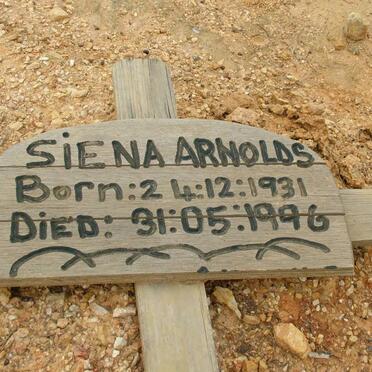 SIENA ARNOLDS
Born: 24:12:1931
DIED: 31:05:1996